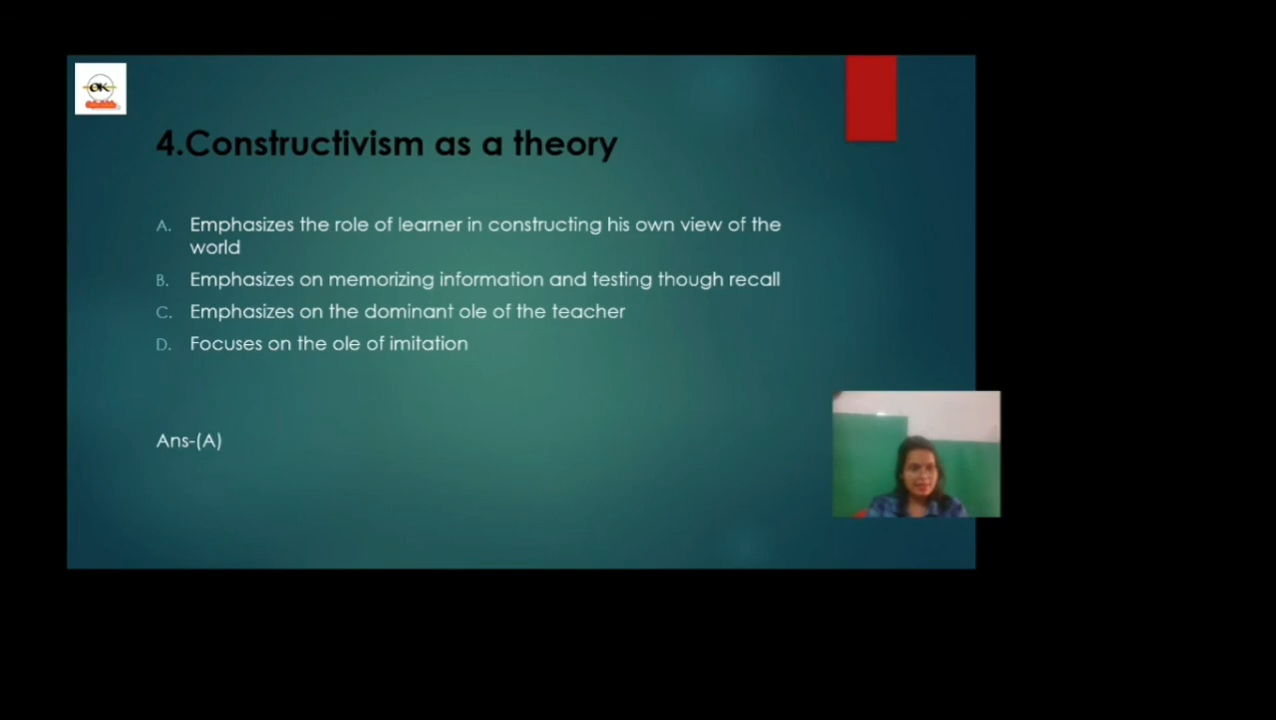 OK
4.Constructivism as a theory
A. Emphasizes the role of learner in constructing his own view of the
world
B. Emphasizes on memorizing information and testing though recall
C. Emphasizes on the dominant ole of the teacher
D. Focuses on the ole of imitation
Ans-(A)